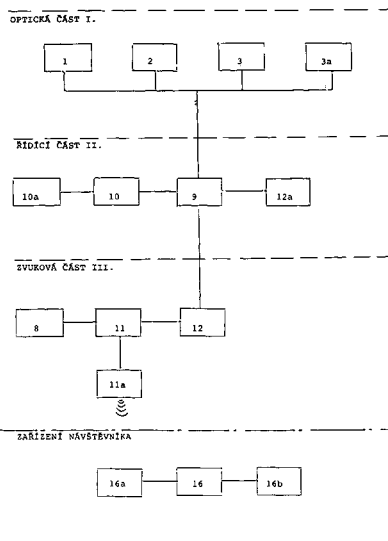 OPTICKÁ ČÁST I.
1 2 3 3a
ŘÍDÍCÍ ČÁST II.
10a 10 9 12a
ZVUKOVÁ ČÁST III.
8 11 12
11a
ZAŘÍZENÍ NÁVŠTĚVNÍKA
16a 16 16b